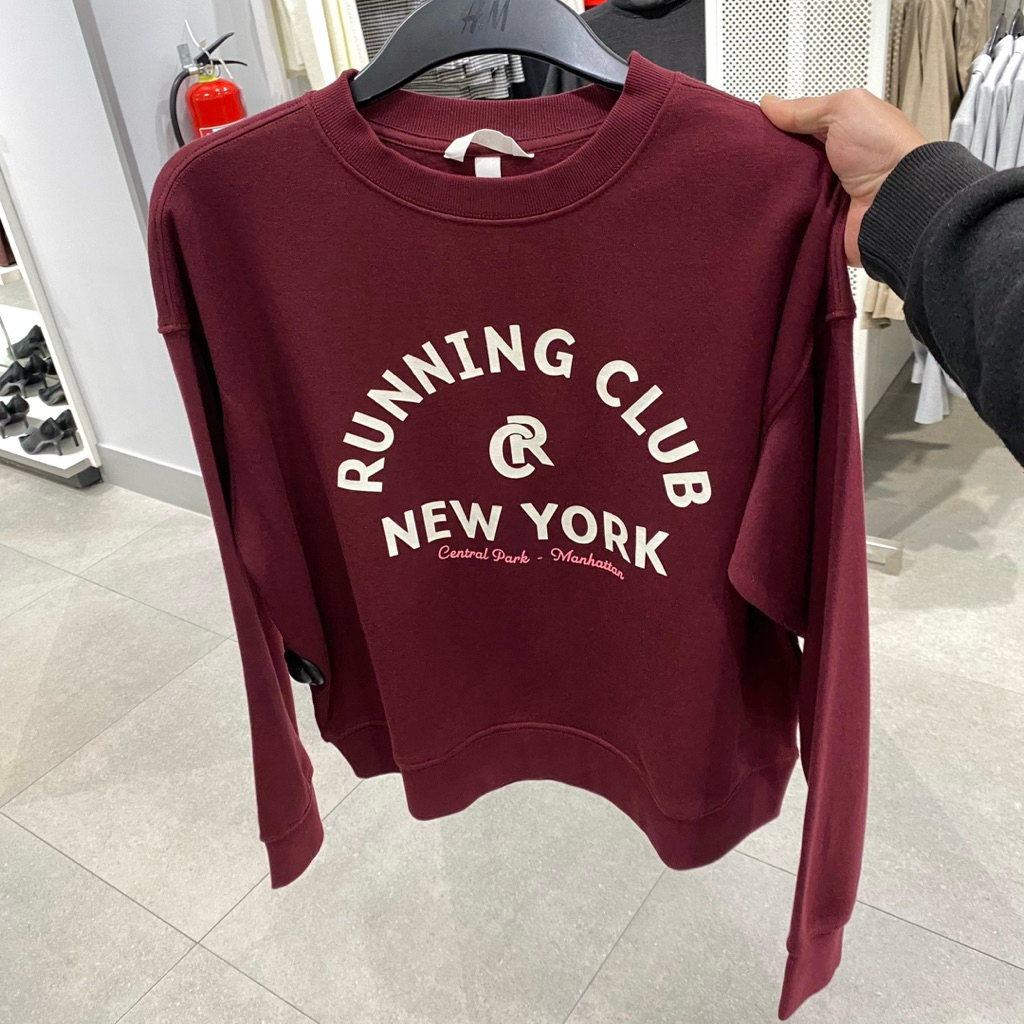 H&M
RUNNING CLUB
CR
NEW YORK
Central Park - Manhattan